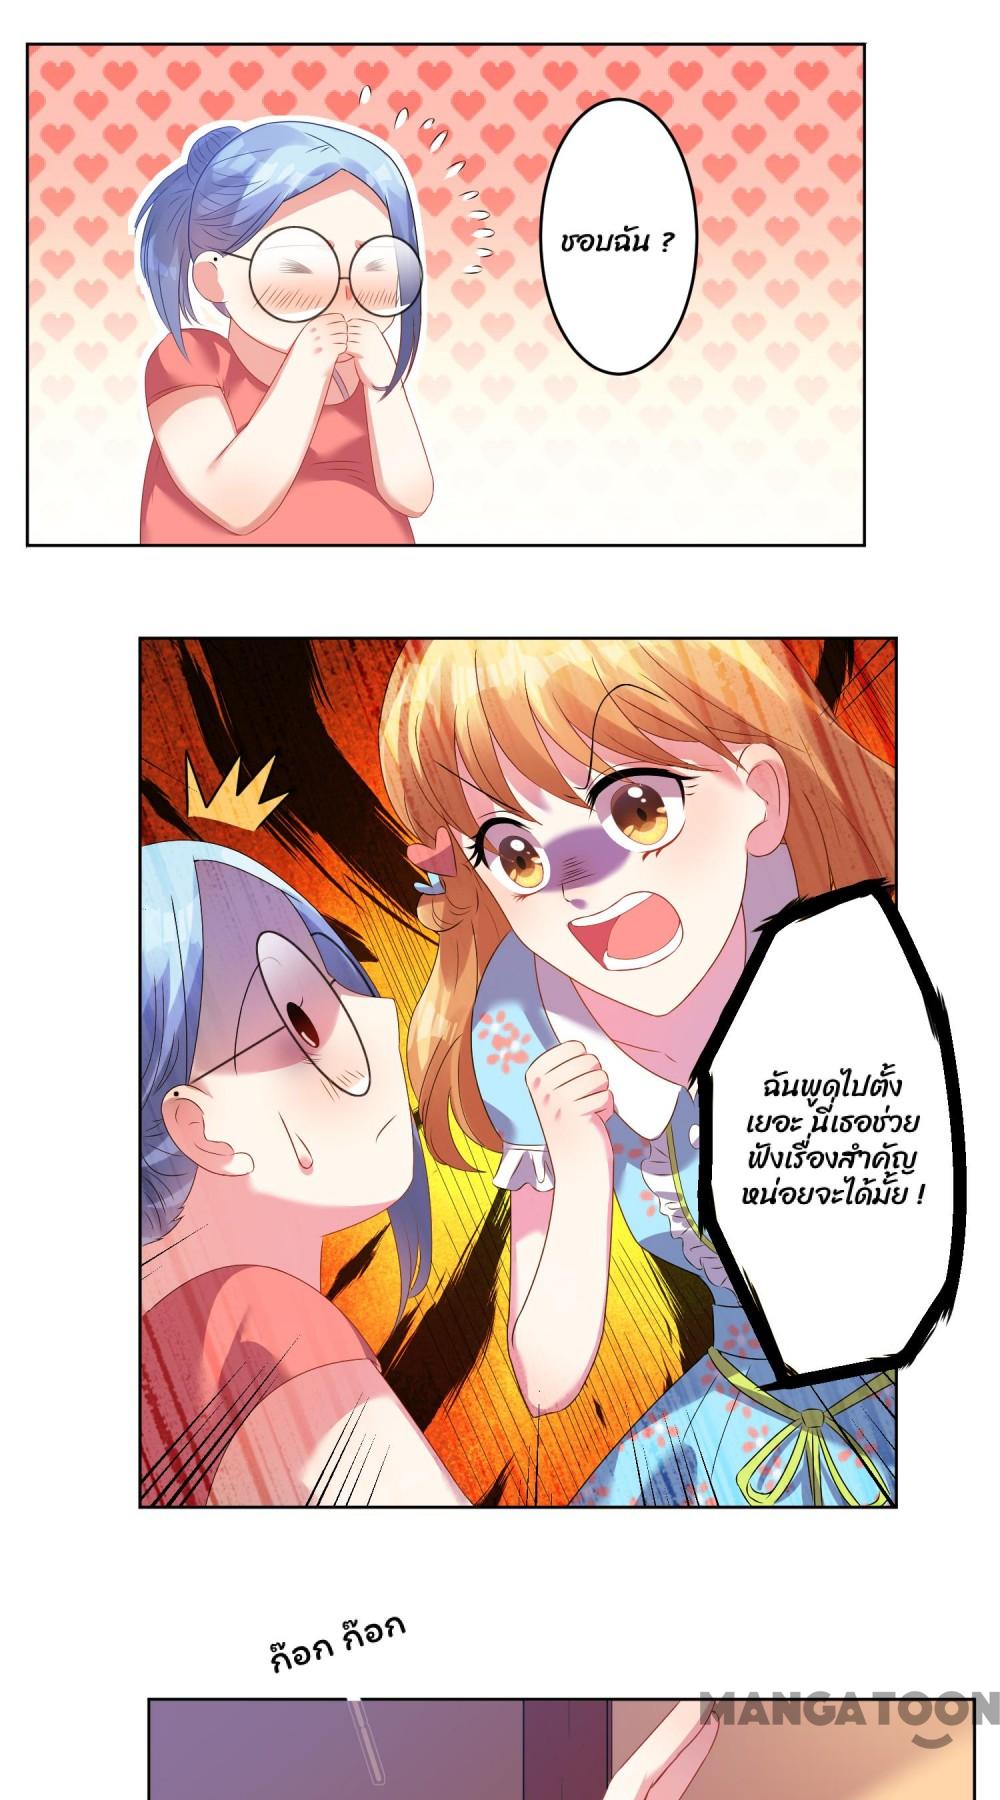 ชอบฉัน ?
ฉันพูดไปตั้ง
เยอะ นี่เธอช่วย
ฟังเรื่องสำคัญ
หน่อยจะได้มั้ย !
ก๊อก ก๊อก
MANGATOON